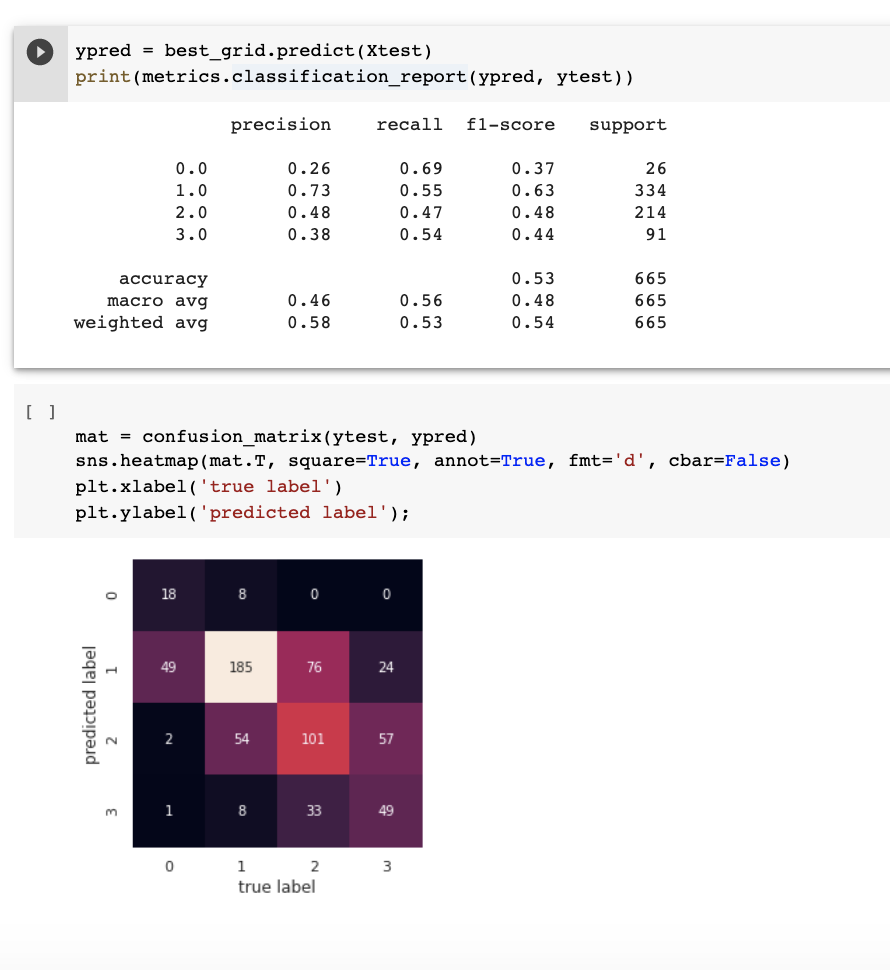 ypred = best_grid.predict(Xtest)
print(metrics.classification_report(ypred, ytest))
precision recall f1-score support
0.0 0.26 0.69 0.37 26
1.0 0.73 0.55 0.63 334
2.0 0.48 0.47 0.48 214
3.0 0.38 0.54 0.44 91
accuracy 0.53 665
macro avg 0.46 0.56 0.48 665
weighted avg 0.58 0.53 0.54 665
[ ]
mat = confusion_matrix(ytest, ypred)
sns.heatmap(mat.T, square=True, annot=True, fmt='d', cbar=False)
plt.xlabel('true label')
plt.ylabel('predicted label');
predicted label
0 18 8 0 0
1 49 185 76 24
2 2 54 101 57
3 1 8 33 49
0 1 2 3
true label